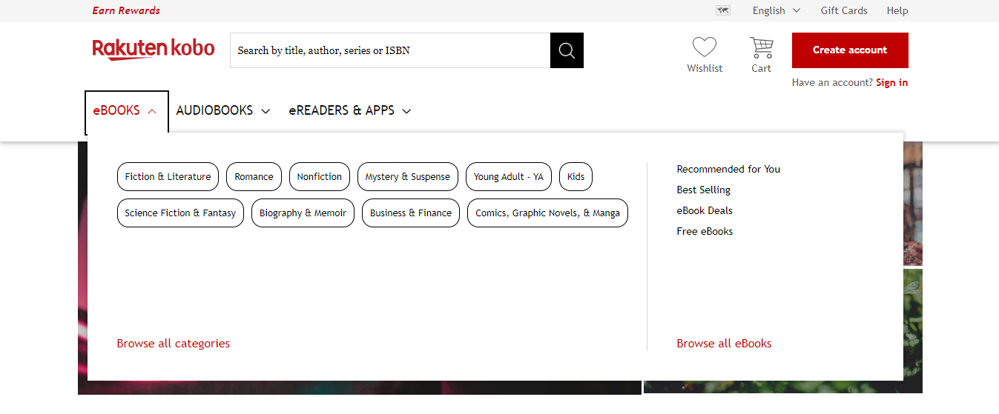 Earn Rewards
English
Gift Cards
Help
Rakuten kobo
Search by title, author, series or ISBN
Wishlist
Cart
Create account
Have an account? Sign in
eBOOKS
AUDIOBOOKS
eREADERS & APPS
Fiction & Literature
Romance
Nonfiction
Mystery & Suspense
Young Adult - YA
Kids
Science Fiction & Fantasy
Biography & Memoir
Business & Finance
Comics, Graphic Novels, & Manga
Browse all categories
Recommended for You
Best Selling
eBook Deals
Free eBooks
Browse all eBooks